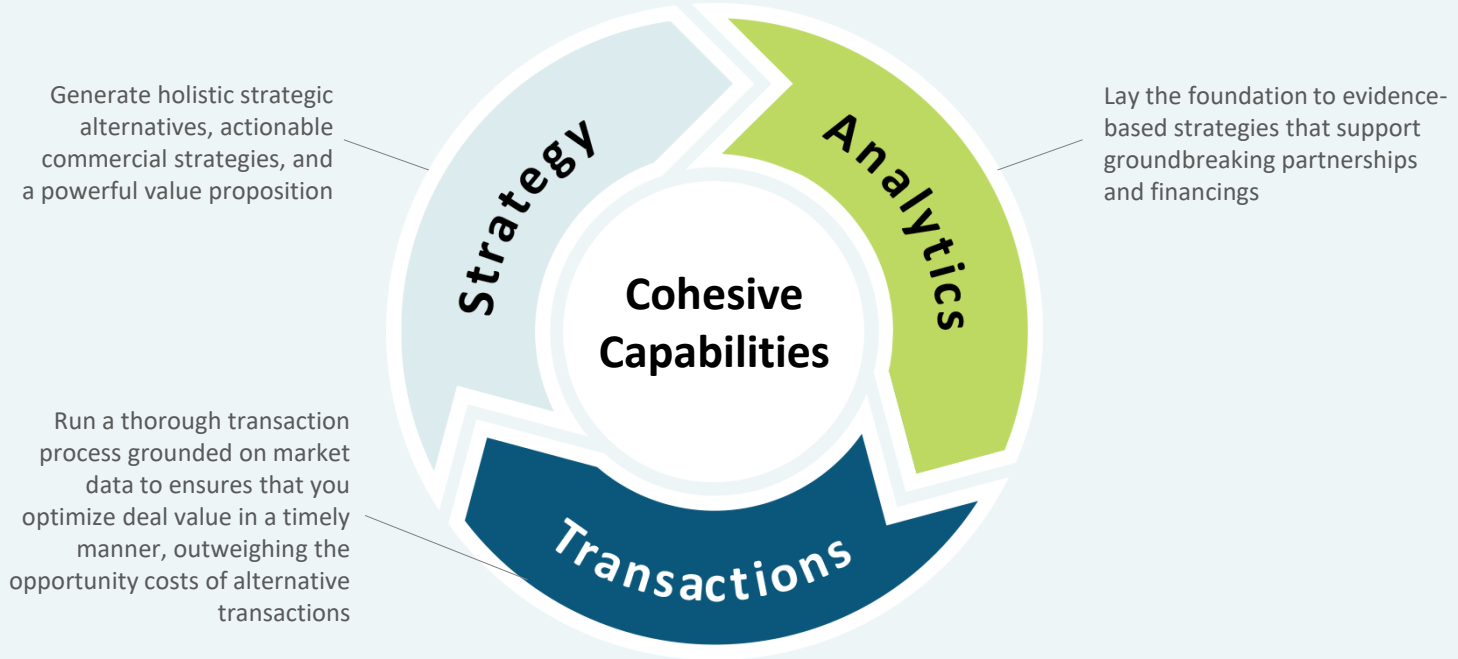 Generate holistic strategic
alternatives, actionable
commercial strategies, and
a powerful value proposition
Strategy
Analytics
Lay the foundation to evidence-
based strategies that support
groundbreaking partnerships
and financings
Cohesive
Capabilities
Run a thorough transaction
process grounded on market
data to ensures that you
optimize deal value in a timely
manner, outweighing the
opportunity costs of alternative
transactions
Transactions